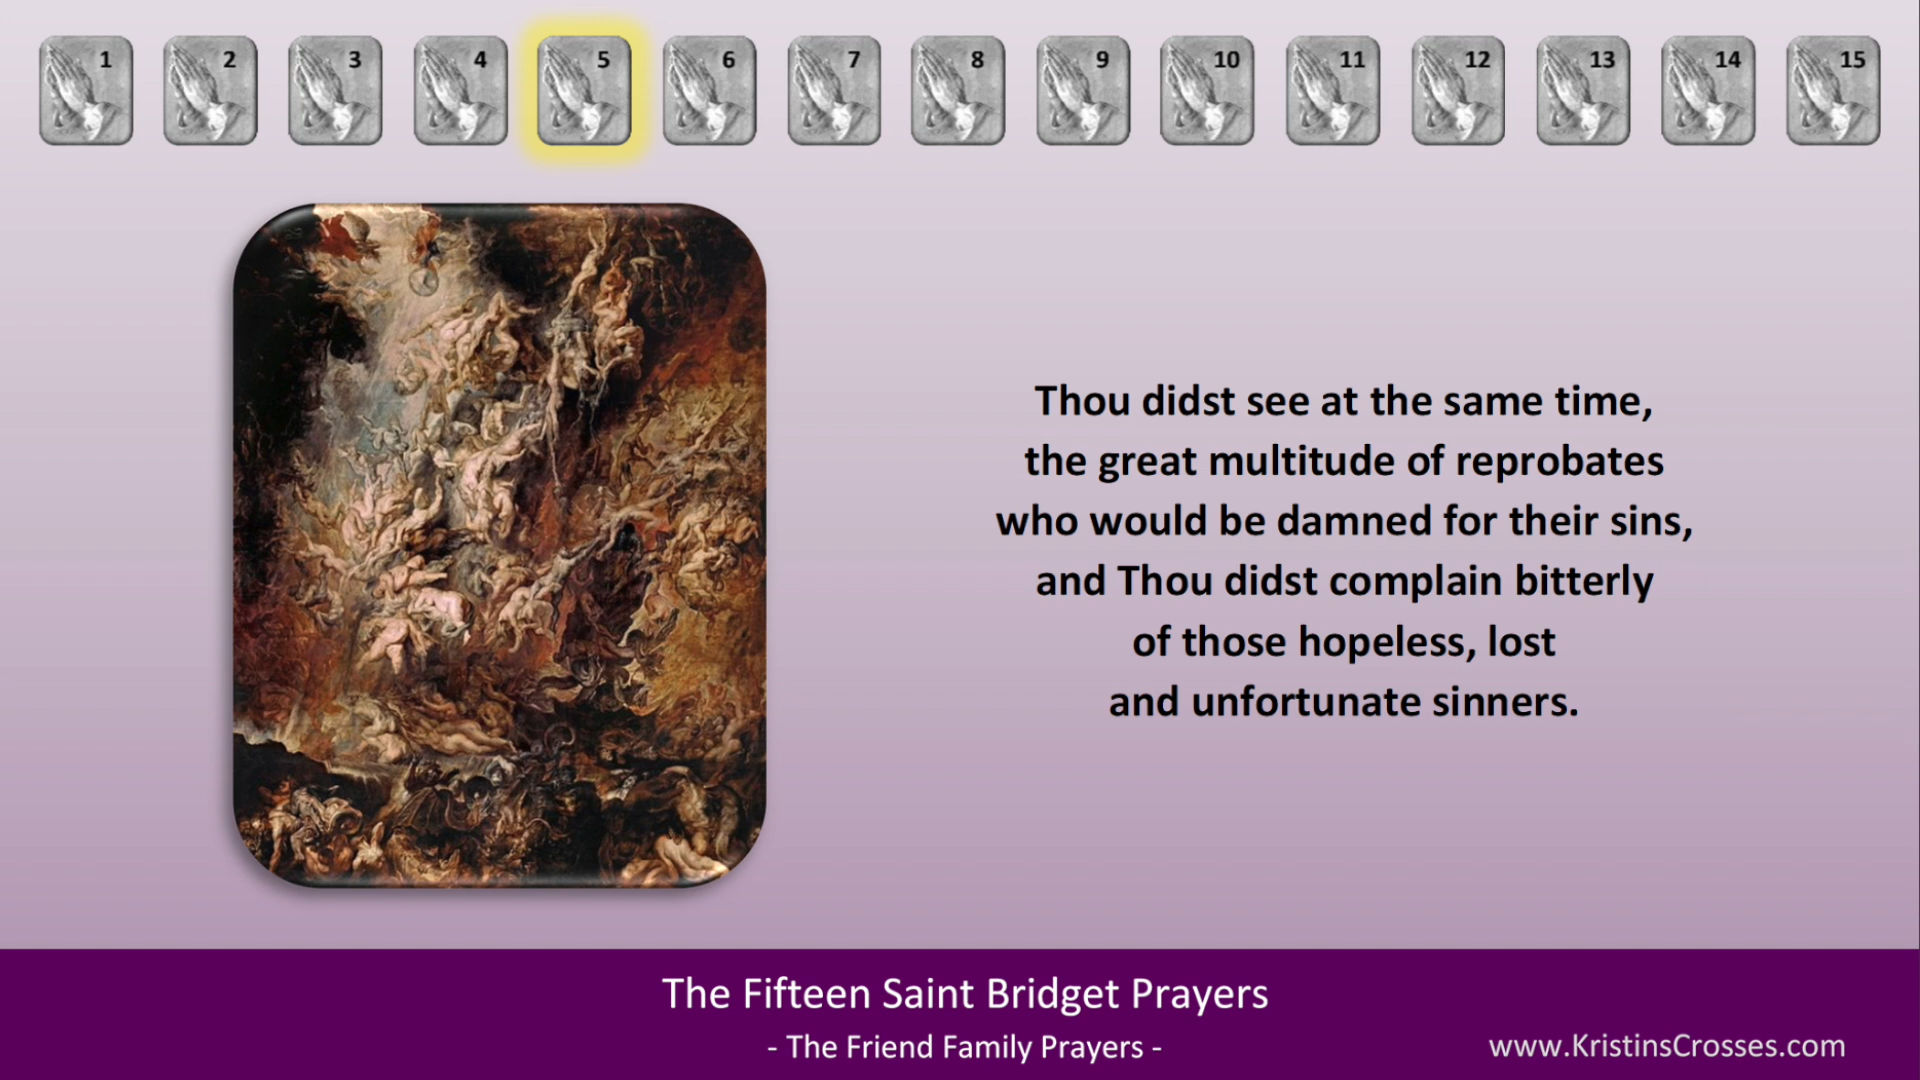 1 2 3 4 5 6 7 8 9 10 11 12 13 14 15
Thou didst see at the same time,
the great multitude of reprobates
who would be damned for their sins,
and Thou didst complain bitterly
of those hopeless, lost
and unfortunate sinners.
The Fifteen Saint Bridget Prayers
- The Friend Family Prayers -
www.KristinsCrosses.com